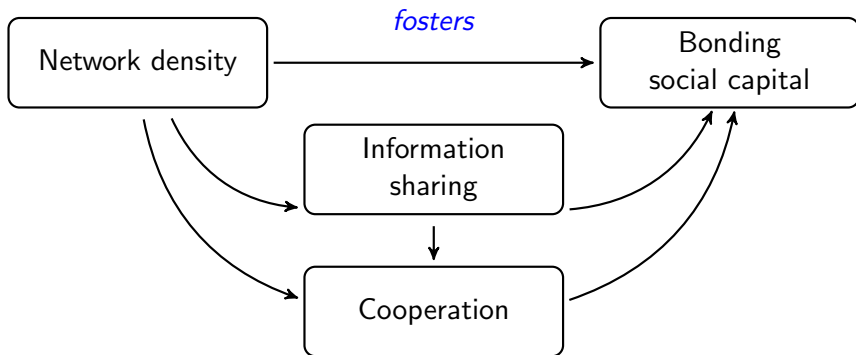 fosters
Network density
Bonding
social capital
Information
sharing
Cooperation